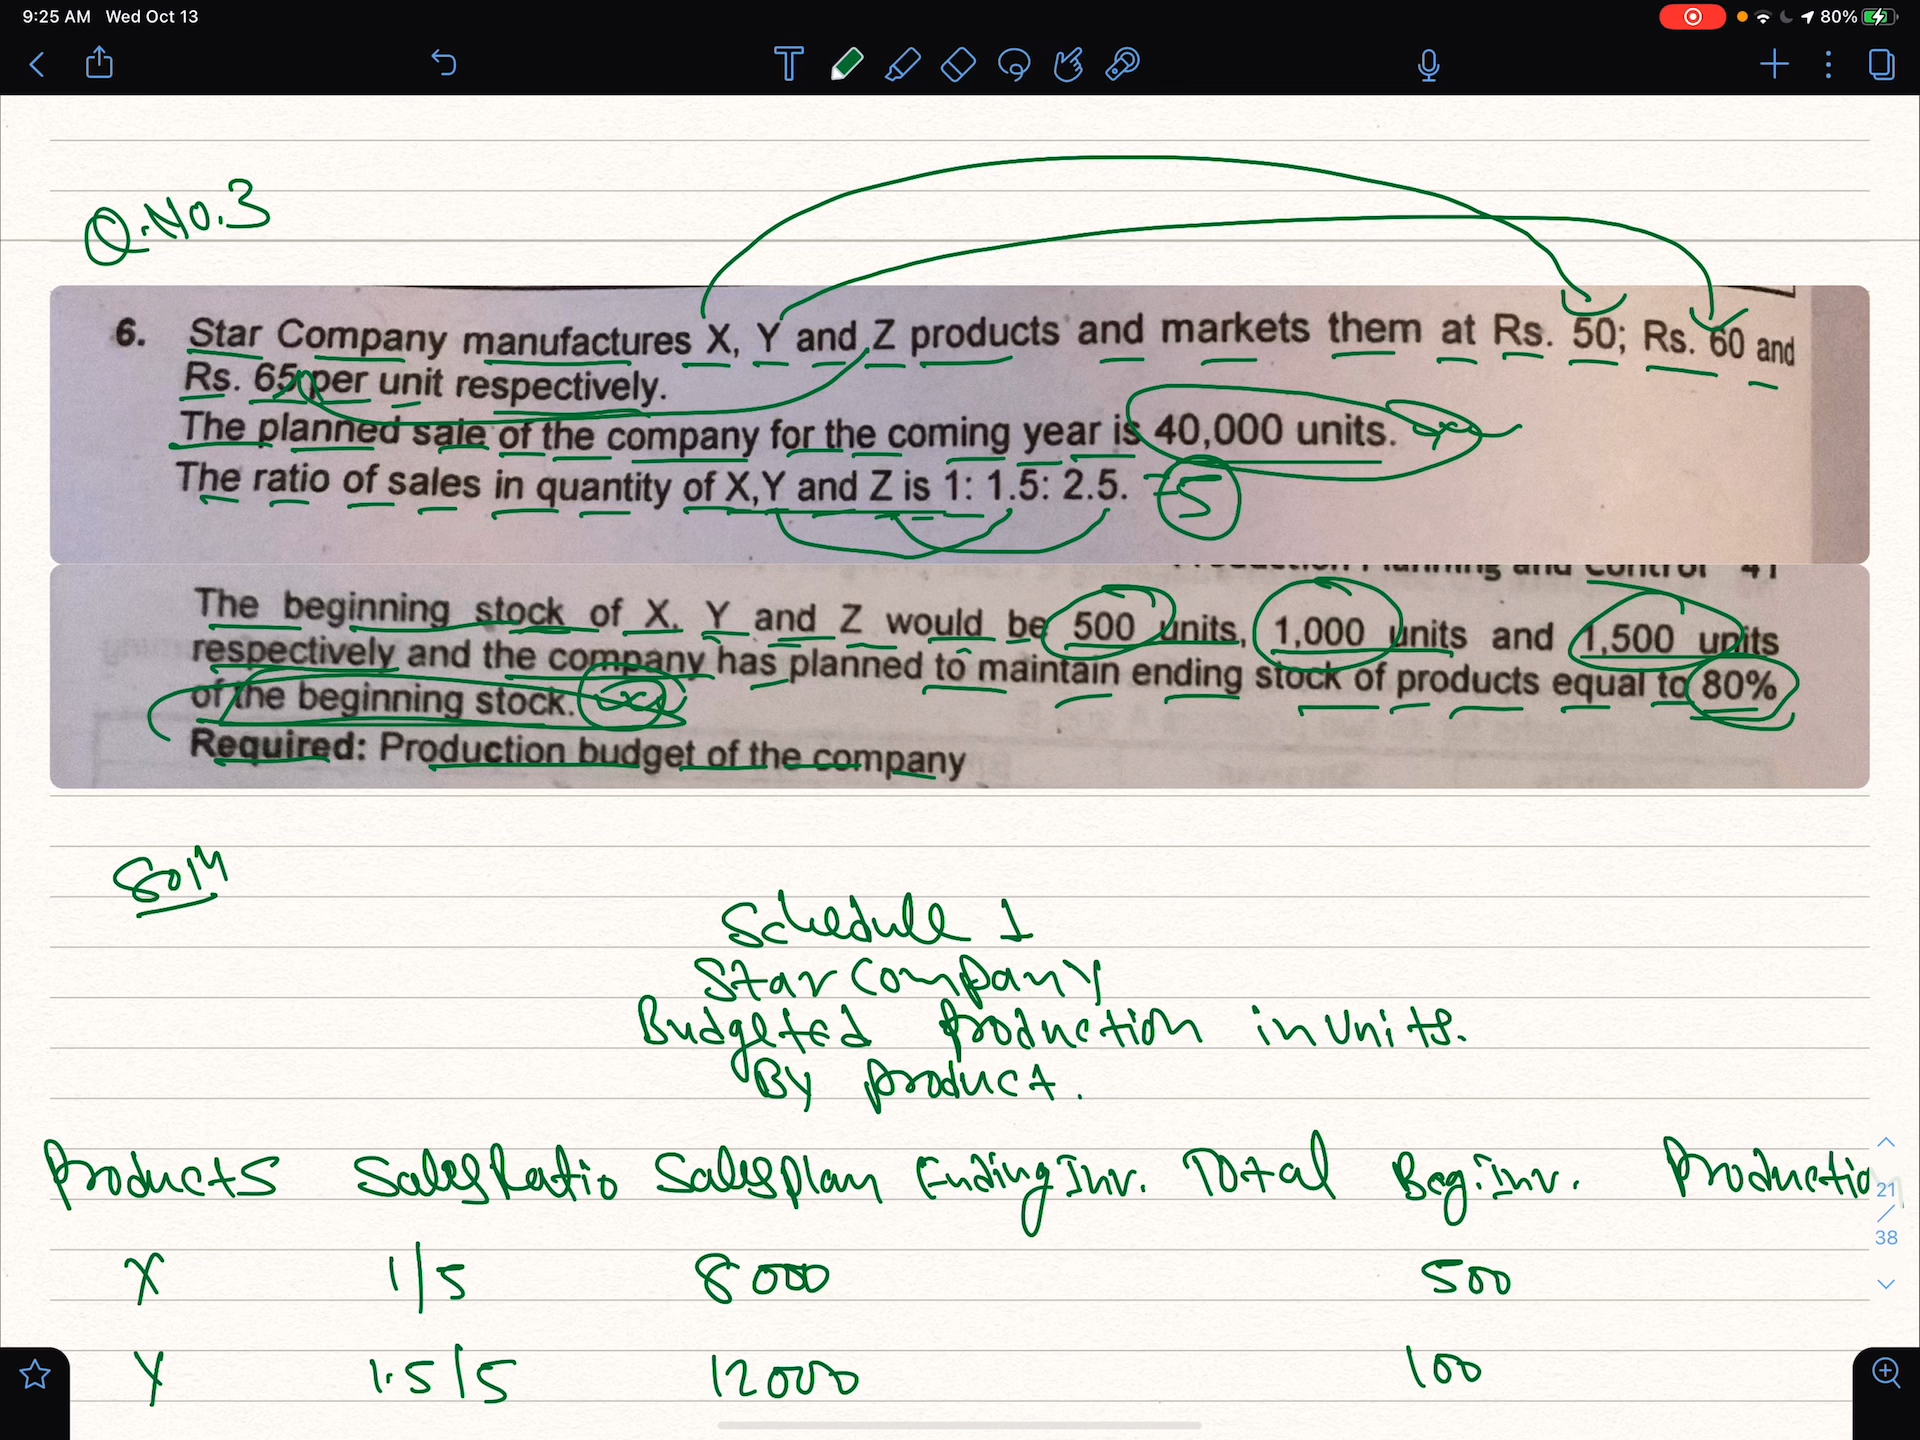 9:25 AM Wed Oct 13
80%
Q.No.3
6. Star Company manufactures X, Y and Z products and markets them at Rs. 50; Rs. 60 and
Rs. 65 per unit respectively.
The planned sale of the company for the coming year is 40,000 units.
The ratio of sales in quantity of X,Y and Z is 1: 1.5: 2.5. = 5
Production Planning and Control 41
The beginning stock of X, Y and Z would be 500 units, 1,000 units and 1,500 units
respectively and the company has planned to maintain ending stock of products equal to 80%
of the beginning stock.
Required: Production budget of the company
Soln
Schedule 1
Star Company
Budgeted Production in Units.
By Product.
Products Sales Ratio Sales plan Ending Inv. Total Beg. Inv. Production
X 1/5 8000 500
Y 1.5/5 12000 100
21
/
38